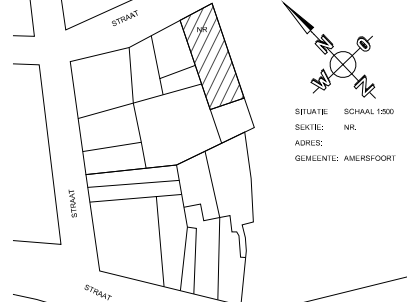 STRAAT
NR
N
O
W
Z
SITUATIE SCHAAL 1:500
SEKTIE: NR.
ADRES:
GEMEENTE: AMERSFOORT
STRAAT
STRAAT